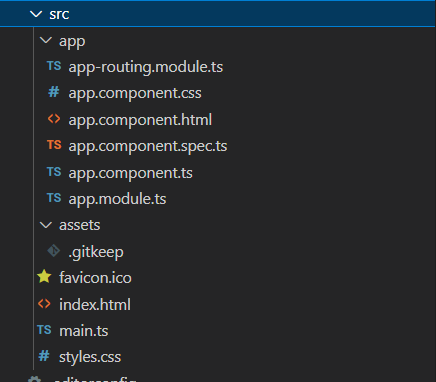 src
app
TS app-routing.module.ts
# app.component.css
<> app.component.html
TS app.component.spec.ts
TS app.component.ts
TS app.module.ts
assets
.gitkeep
favicon.ico
<> index.html
TS main.ts
# styles.css
.editorconfig